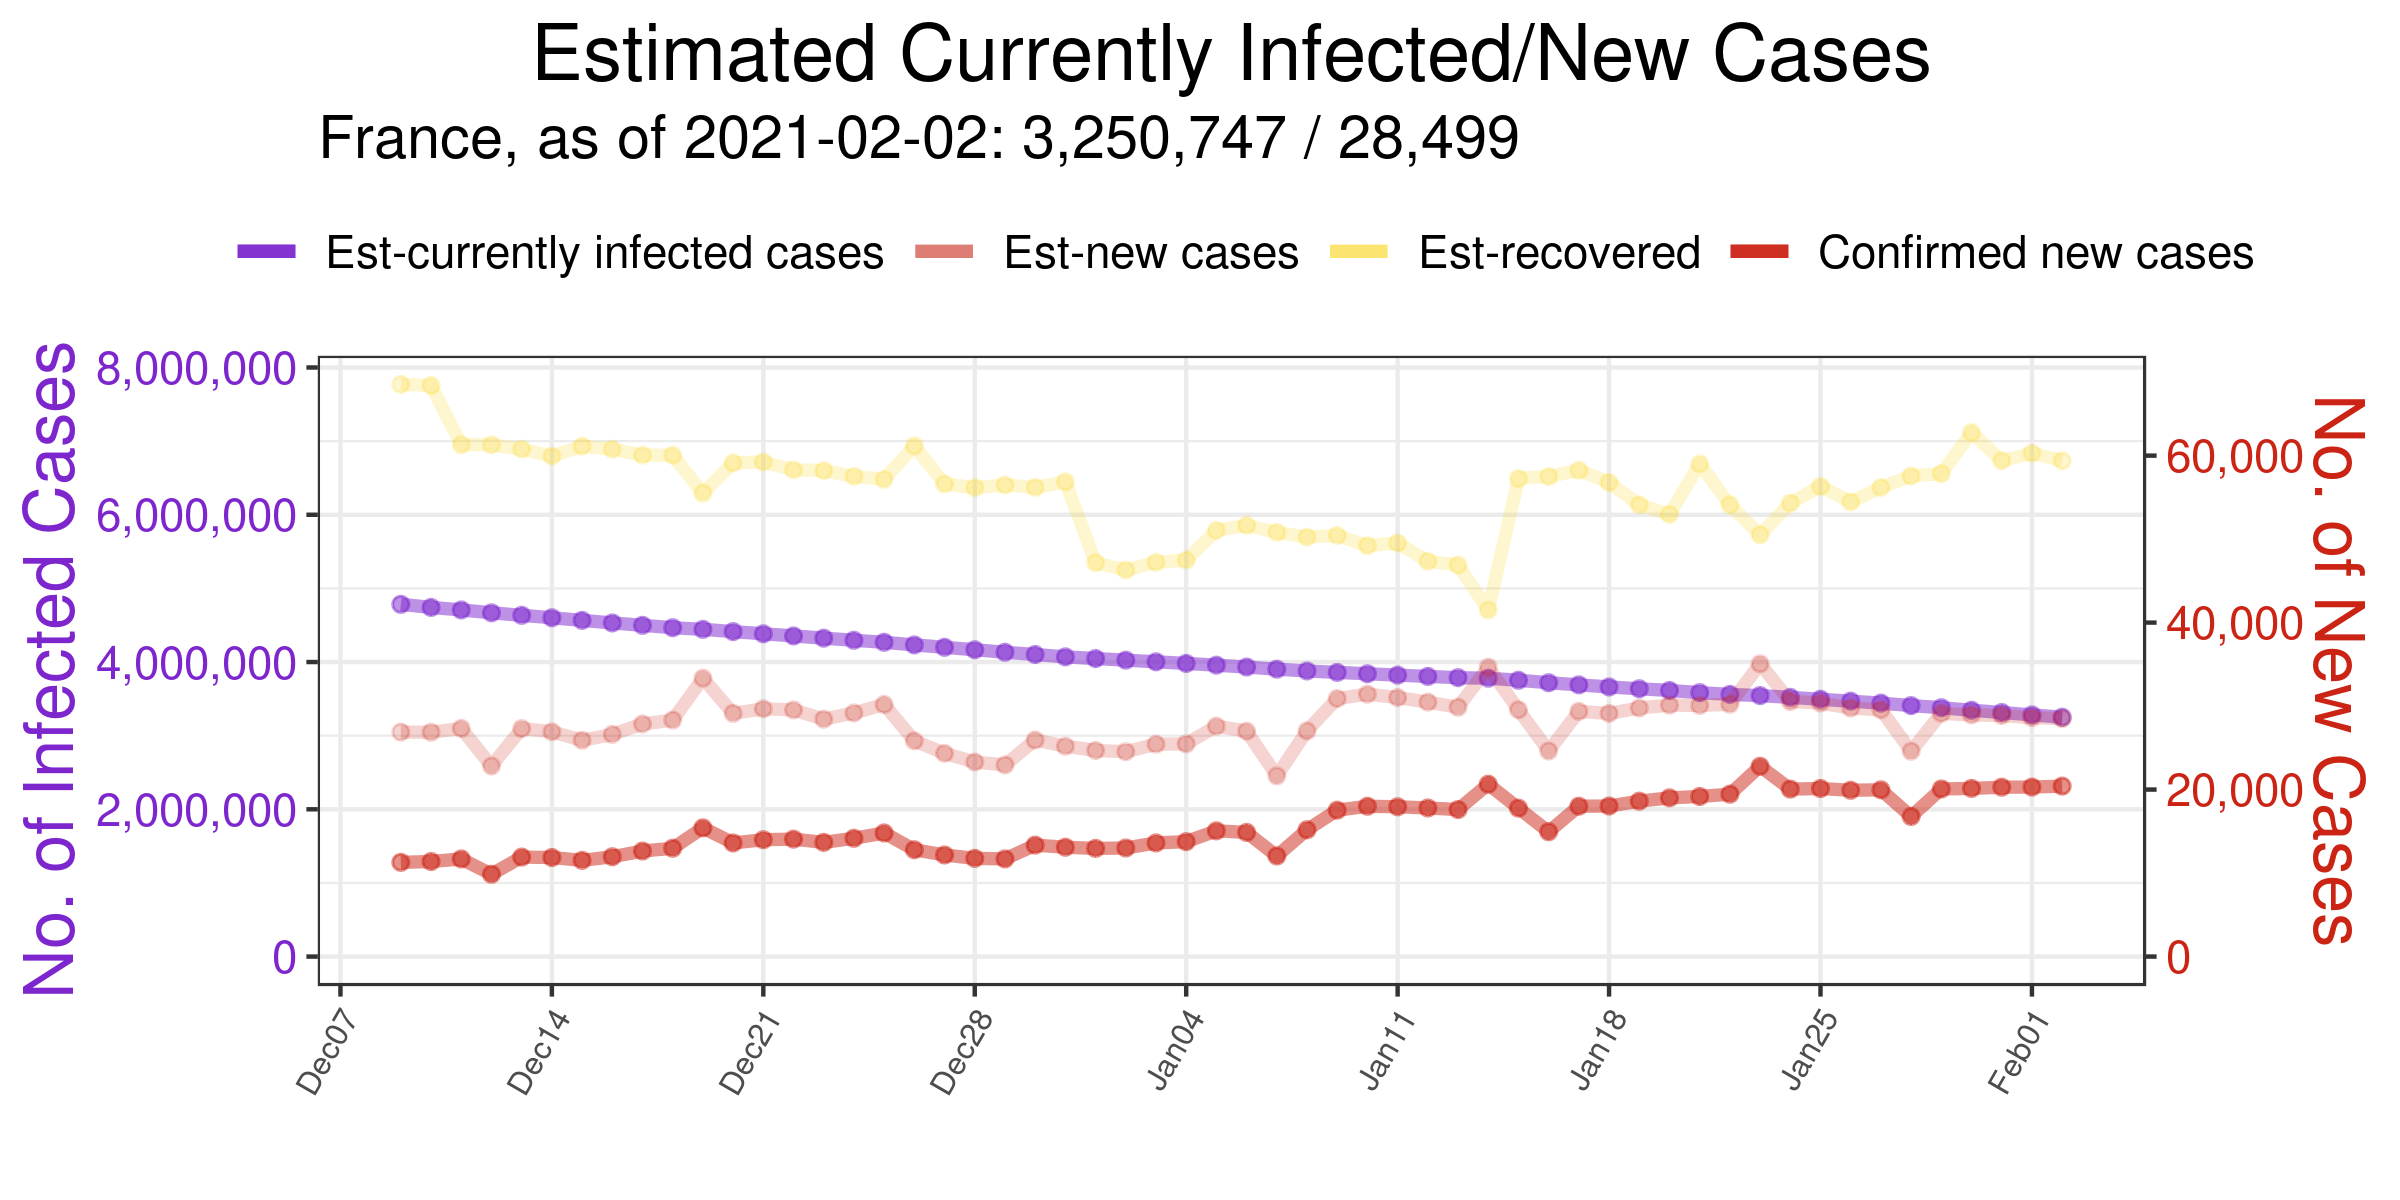 Estimated Currently Infected/New Cases
France, as of 2021-02-02: 3,250,747 / 28,499
Est-currently infected cases Est-new cases Est-recovered Confirmed new cases
No. of Infected Cases
8,000,000
6,000,000
4,000,000
2,000,000
0
60,000
40,000
20,000
0
No. of New Cases
Dec07 Dec14 Dec21 Dec28 Jan04 Jan11 Jan18 Jan25 Feb01